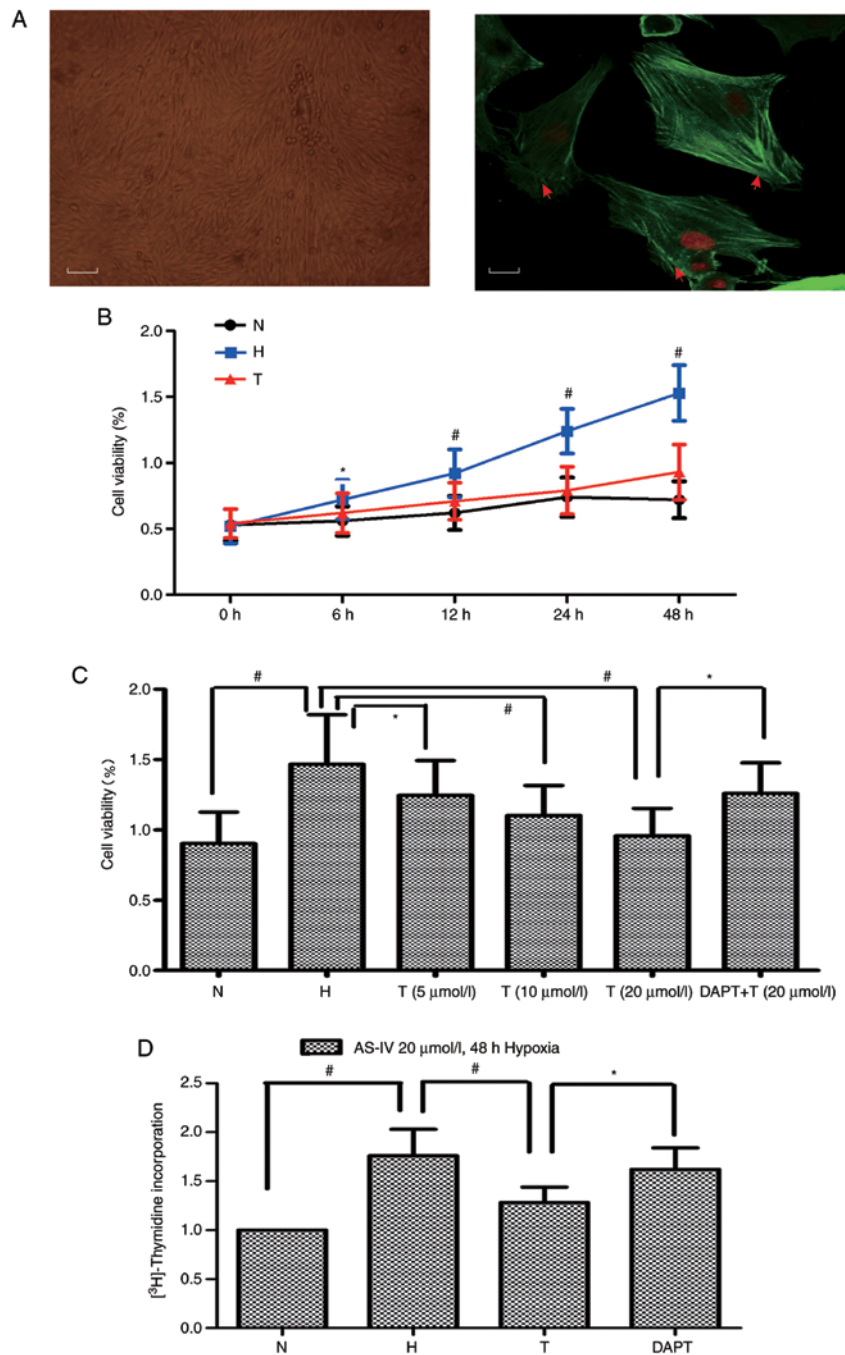 A
B
N
H
T
Cell viability (%)
2.0
1.5
1.0
0.5
0.0
*
#
#
#
0 h
6 h
12 h
24 h
48 h
C
Cell viability (%)
2.0
1.5
1.0
0.5
0.0
#
*
#
#
*
N
H
T (5 µmol/l)
T (10 µmol/l)
T (20 µmol/l)
DAPT+T (20 µmol/l)
D
AS-IV 20 µmol/l, 48 h Hypoxia
[³H]-Thymidine incorporation
2.5
2.0
1.5
1.0
0.5
0.0
#
#
*
N
H
T
DAPT